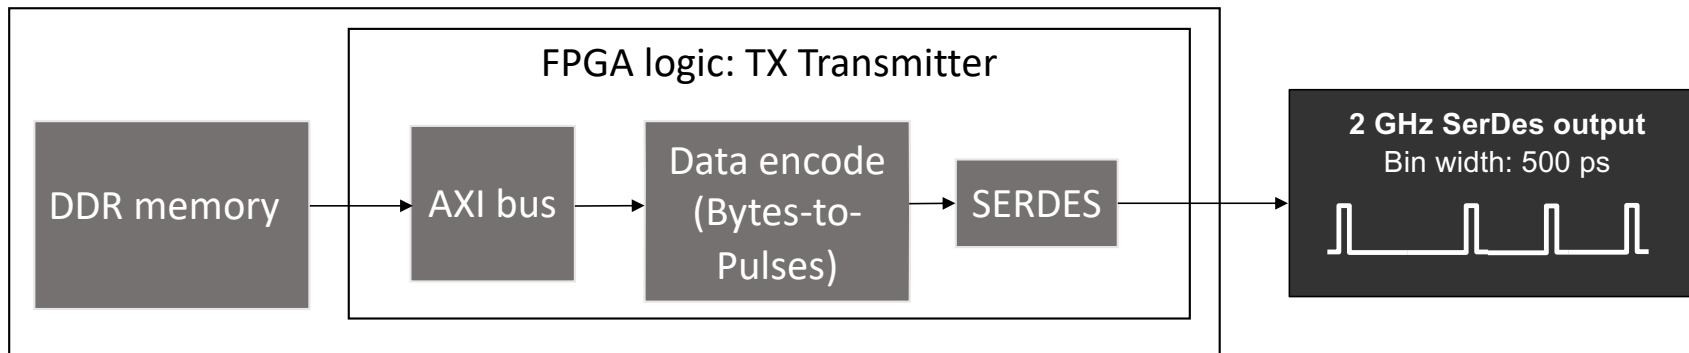 FPGA logic: TX Transmitter
DDR memory
AXI bus
Data encode
(Bytes-to-
Pulses)
SERDES
2 GHz SerDes output
Bin width: 500 ps